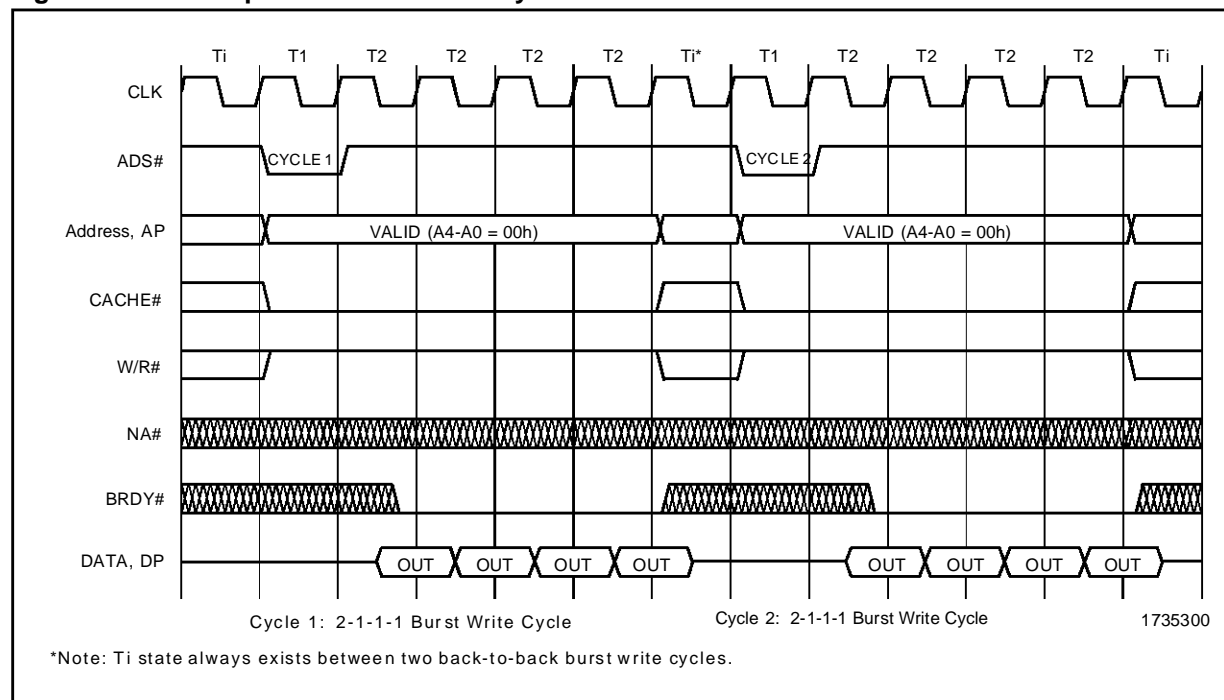 Ti T1 T2 T2 T2 T2 Ti* T1 T2 T2 T2 T2 Ti
CLK
ADS# CYCLE 1 CYCLE 2
Address, AP VALID (A4-A0 = 00h) VALID (A4-A0 = 00h)
CACHE#
W/R#
NA#
BRDY#
DATA, DP OUT OUT OUT OUT OUT OUT OUT OUT
Cycle 1: 2-1-1-1 Burst Write Cycle Cycle 2: 2-1-1-1 Burst Write Cycle 1735300
*Note: Ti state always exists between two back-to-back burst write cycles.